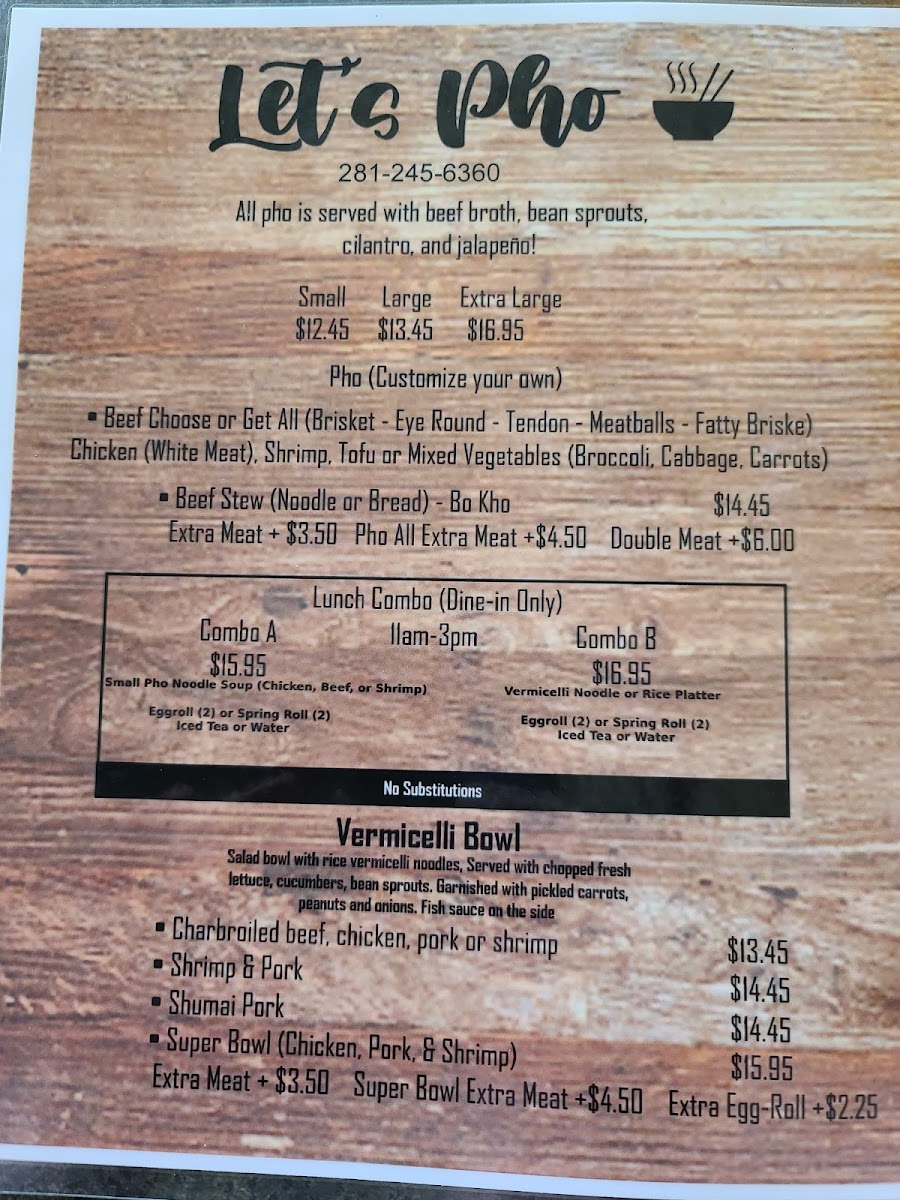 Let's Pho
281-245-6360
All pho is served with beef broth, bean sprouts,
cilantro, and jalapeño!
Small Large Extra Large
$12.45 $13.45 $16.95
Pho (Customize your own)
▪ Beef Choose or Get All (Brisket - Eye Round - Tendon - Meatballs - Fatty Briske)
Chicken (White Meat), Shrimp, Tofu or Mixed Vegetables (Broccoli, Cabbage, Carrots)
▪ Beef Stew (Noodle or Bread) - Bo Kho $14.45
Extra Meat + $3.50 Pho All Extra Meat +$4.50 Double Meat +$6.00
Lunch Combo (Dine-in Only)
Combo A 11am-3pm Combo B
$15.95 $16.95
Small Pho Noodle Soup (Chicken, Beef, or Shrimp) Vermicelli Noodle or Rice Platter
Eggroll (2) or Spring Roll (2) Eggroll (2) or Spring Roll (2)
Iced Tea or Water Iced Tea or Water
No Substitutions
Vermicelli Bowl
Salad bowl with rice vermicelli noodles, Served with chopped fresh
lettuce, cucumbers, bean sprouts. Garnished with pickled carrots,
peanuts and onions. Fish sauce on the side
▪ Charbroiled beef, chicken, pork or shrimp $13.45
▪ Shrimp & Pork $14.45
▪ Shumai Pork $14.45
▪ Super Bowl (Chicken, Pork, & Shrimp) $15.95
Extra Meat + $3.50 Super Bowl Extra Meat +$4.50 Extra Egg-Roll +$2.25